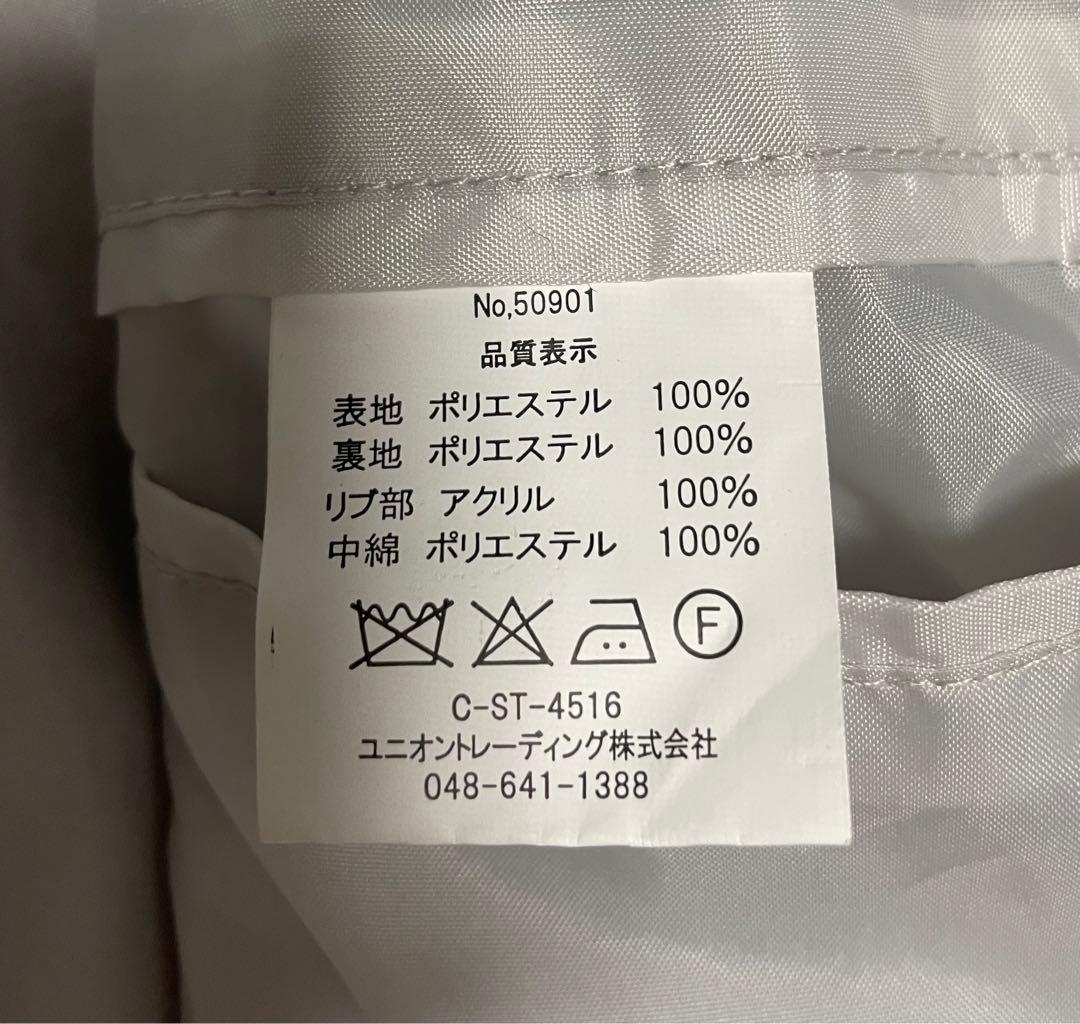 No,50901
品質表示
表地 ポリエステル 100%
裏地 ポリエステル 100%
リブ部 アクリル 100%
中綿 ポリエステル 100%
F
C-ST-4516
ユニオントレーディング株式会社
048-641-1388